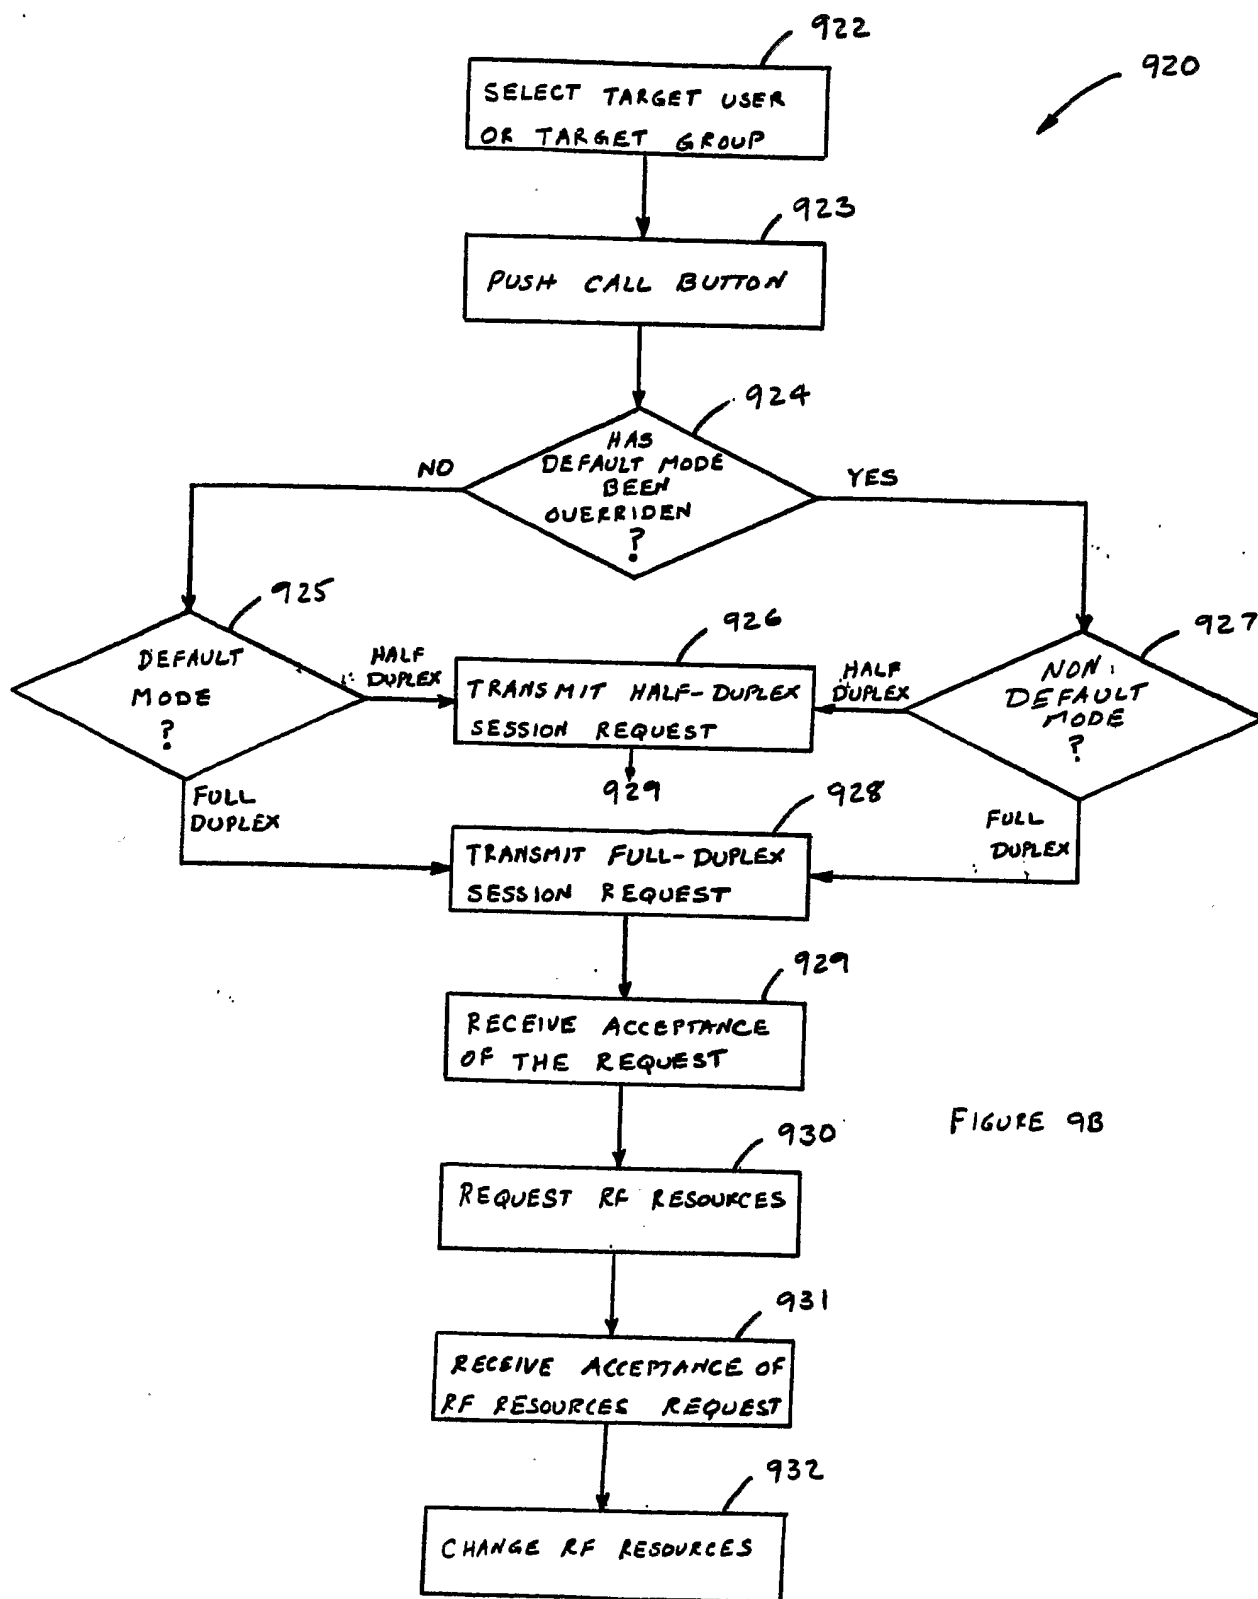 922
920
SELECT TARGET USER
OR TARGET GROUP
923
PUSH CALL BUTTON
924
HAS
DEFAULT MODE
BEEN
OVERRIDEN
?
NO
YES
925
926
927
DEFAULT
MODE
?
HALF
DUPLEX
TRANSMIT HALF-DUPLEX
SESSION REQUEST
HALF
DUPLEX
NON.
DEFAULT
MODE
?
929
928
FULL
DUPLEX
TRANSMIT FULL-DUPLEX
SESSION REQUEST
FULL
DUPLEX
929
RECEIVE ACCEPTANCE
OF THE REQUEST
FIGURE 9B
930
REQUEST RF RESOURCES
931
RECEIVE ACCEPTANCE OF
RF RESOURCES REQUEST
932
CHANGE RF RESOURCES